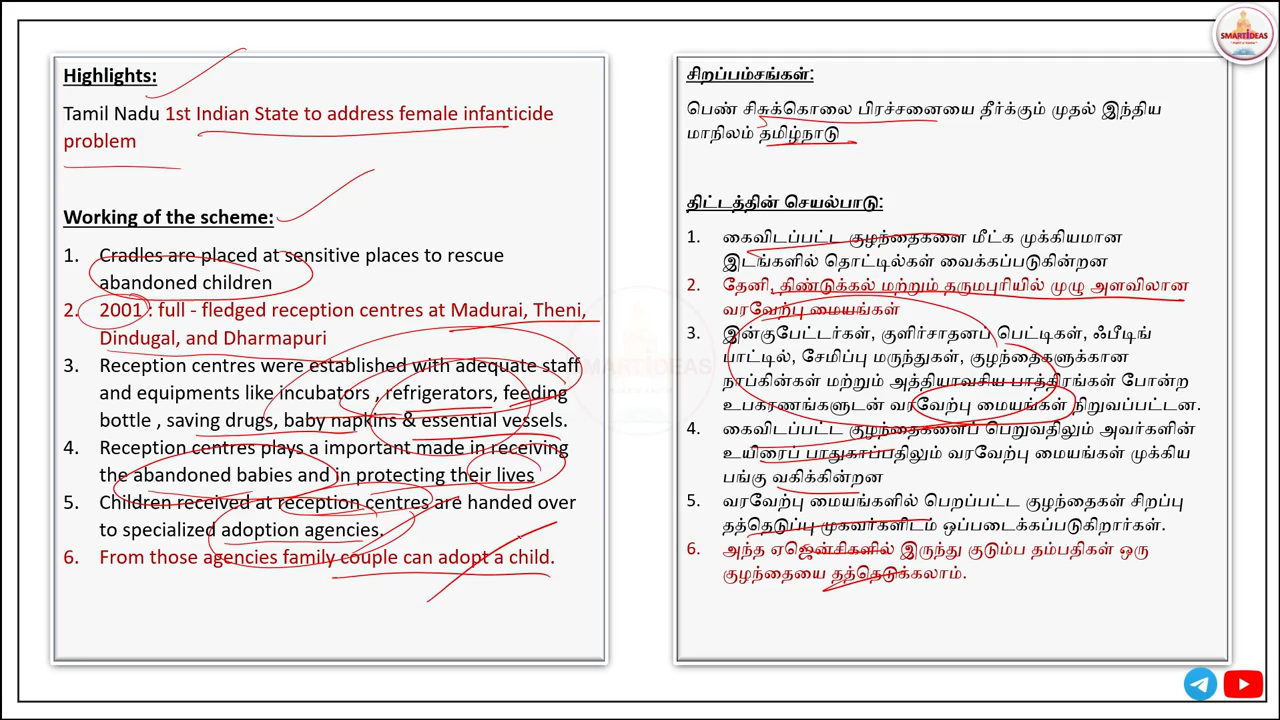 SMARTIDEAS
Highlights:
Tamil Nadu 1st Indian State to address female infanticide
problem
Working of the scheme:
1. Cradles are placed at sensitive places to rescue
abandoned children
2. 2001 : full - fledged reception centres at Madurai, Theni,
Dindugal, and Dharmapuri
3. Reception centres were established with adequate staff
and equipments like incubators , refrigerators, feeding
bottle , saving drugs, baby napkins & essential vessels.
4. Reception centres plays a important made in receiving
the abandoned babies and in protecting their lives
5. Children received at reception centres are handed over
to specialized adoption agencies.
6. From those agencies family couple can adopt a child.
சிறப்பம்சங்கள்:
பெண் சிசுக்கொலை பிரச்சனையை தீர்க்கும் முதல் இந்திய
மாநிலம் தமிழ்நாடு
திட்டத்தின் செயல்பாடு:
1. கைவிடப்பட்ட குழந்தைகளை மீட்க முக்கியமான
இடங்களில் தொட்டில்கள் வைக்கப்படுகின்றன
2. தேனி, திண்டுக்கல் மற்றும் தருமபுரியில் முழு அளவிலான
வரவேற்பு மையங்கள்
3. இன்குபேட்டர்கள், குளிர்சாதனப் பெட்டிகள், ஃபீடிங்
பாட்டில், சேமிப்பு மருந்துகள், குழந்தைகளுக்கான
நாப்கின்கள் மற்றும் அத்தியாவசிய பாத்திரங்கள் போன்ற
உபகரணங்களுடன் வரவேற்பு மையங்கள் நிறுவப்பட்டன.
4. கைவிடப்பட்ட குழந்தைகளைப் பெறுவதிலும் அவர்களின்
உயிரைப் பாதுகாப்பதிலும் வரவேற்பு மையங்கள் முக்கிய
பங்கு வகிக்கின்றன
5. வரவேற்பு மையங்களில் பெறப்பட்ட குழந்தைகள் சிறப்பு
தத்தெடுப்பு முகவர்களிடம் ஒப்படைக்கப்படுகிறார்கள்.
6. அந்த ஏஜென்சிகளில் இருந்து குடும்ப தம்பதிகள் ஒரு
குழந்தையை தத்தெடுக்கலாம்.